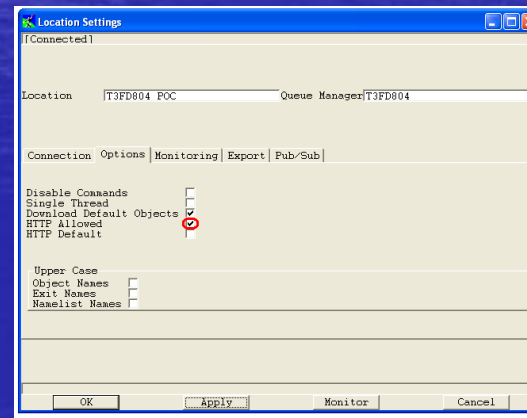 Location Settings
[Connected]
Location T3FD804 POC Queue Manager T3FD804
Connection Options Monitoring Export Pub/Sub
Disable Commands
Single Thread
Download Default Objects
HTTP Allowed
HTTP Default
Upper Case
Object Names
Exit Names
Namelist Names
OK Apply Monitor Cancel